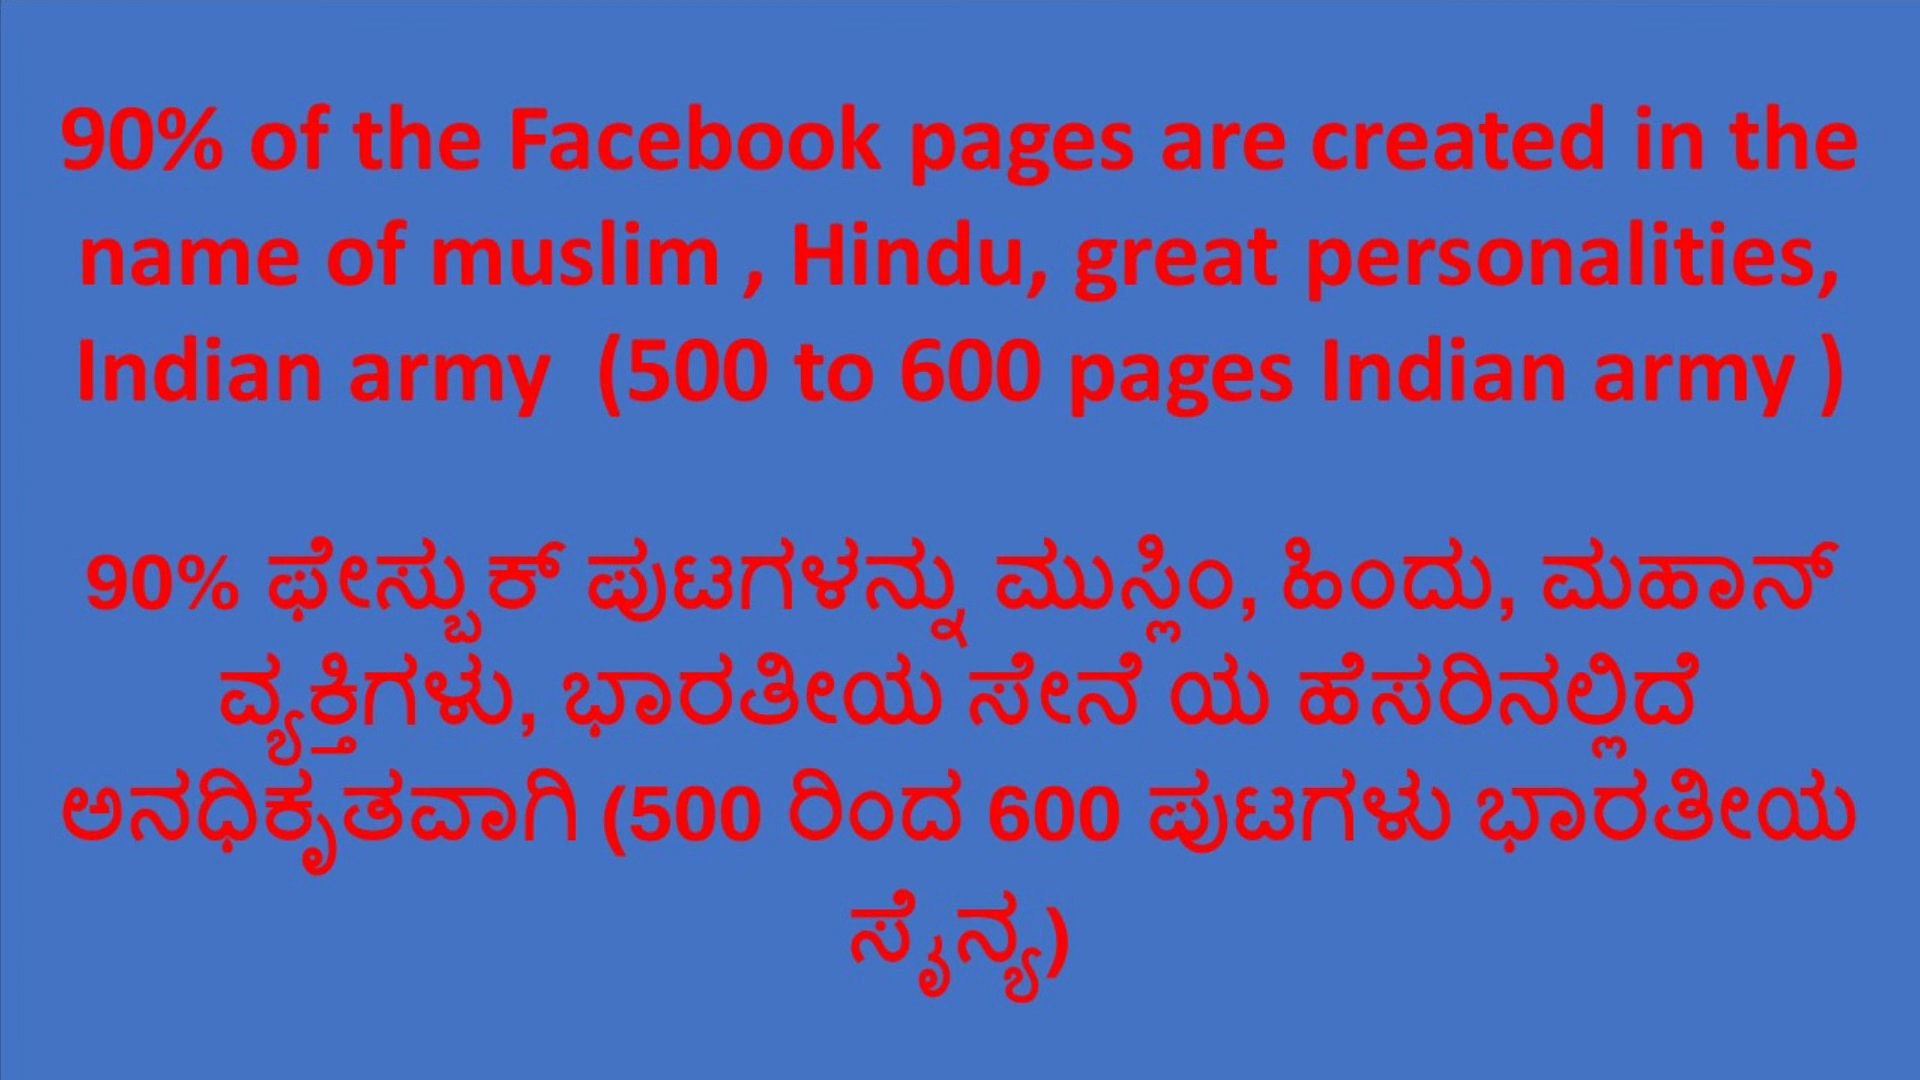 90% of the Facebook pages are created in the
name of muslim , Hindu, great personalities,
Indian army (500 to 600 pages Indian army )
90% ಫೇಸ್ಬುಕ್ ಪುಟಗಳನ್ನು ಮುಸ್ಲಿಂ, ಹಿಂದು, ಮಹಾನ್
ವ್ಯಕ್ತಿಗಳು, ಭಾರತೀಯ ಸೇನೆ ಯ ಹೆಸರಿನಲ್ಲಿದೆ
ಅನಧಿಕೃತವಾಗಿ (500 ರಿಂದ 600 ಪುಟಗಳು ಭಾರತೀಯ
ಸೈನ್ಯ)